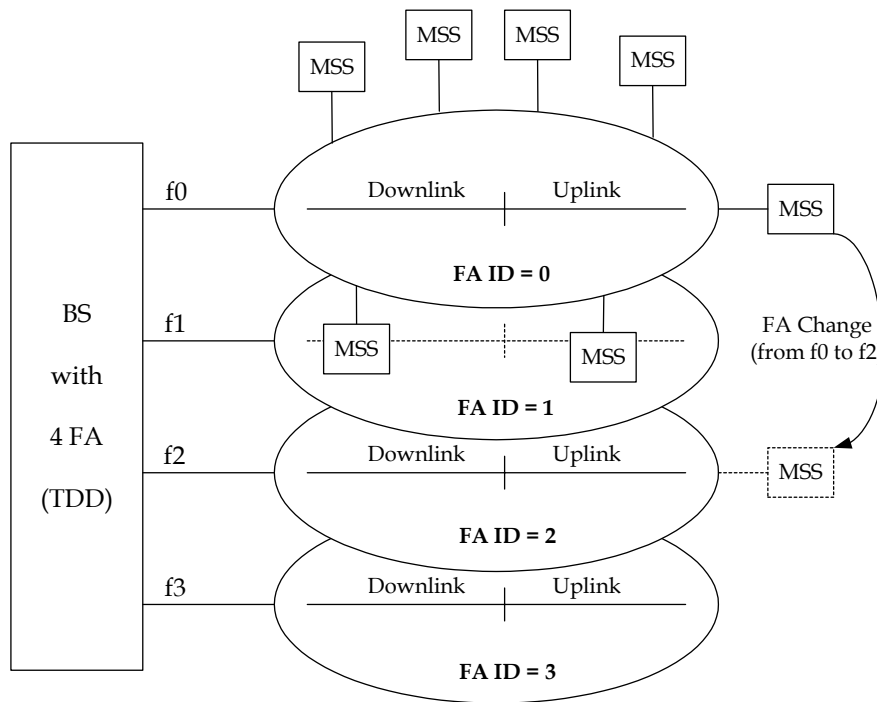 MSS
MSS
MSS
MSS
f0
Downlink
Uplink
MSS
FA ID = 0
BS
with
4 FA
(TDD)
f1
MSS
MSS
FA Change
(from f0 to f2
FA ID = 1
f2
Downlink
Uplink
MSS
FA ID = 2
f3
Downlink
Uplink
FA ID = 3